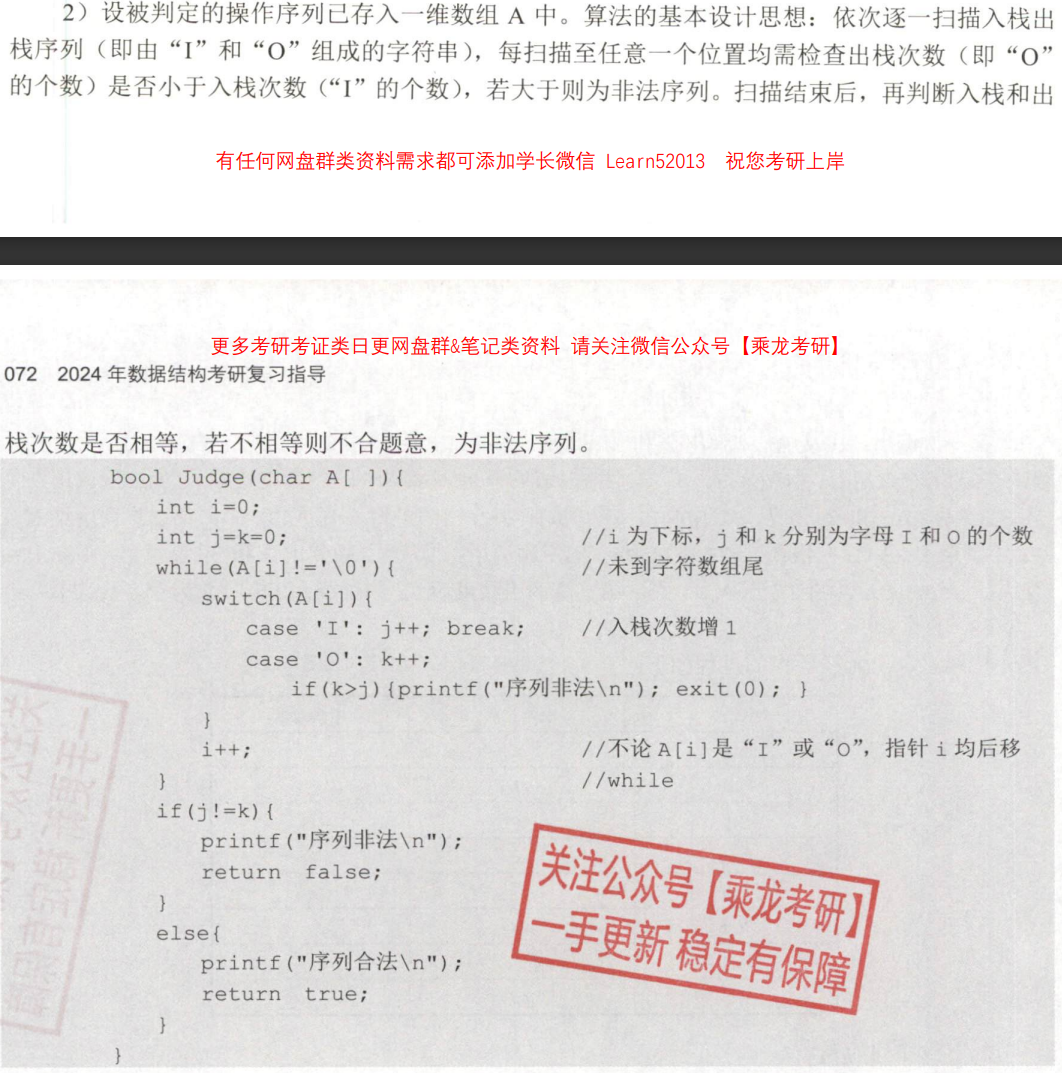 2）设被判定的操作序列已存入一维数组 A 中。算法的基本设计思想：依次逐一扫描入栈出
栈序列（即由“I”和“O”组成的字符串），每扫描至任意一个位置均需检查出栈次数（即“O”
的个数）是否小于入栈次数（“I”的个数），若大于则为非法序列。扫描结束后，再判断入栈和出
有任何网盘群类资料需求都可添加学长微信 Learn52013 祝您考研上岸
更多考研考证类日更网盘群&笔记类资料 请关注微信公众号【乘龙考研】
072 2024 年数据结构考研复习指导
栈次数是否相等，若不相等则不合题意，为非法序列。
bool Judge(char A[ ]){
int i=0;
int j=k=0; //i 为下标，j 和 k 分别为字母 I 和 O 的个数
while(A[i]!='\0'){ //未到字符数组尾
switch(A[i]){
case 'I': j++; break; //入栈次数增 1
case 'O': k++;
if(k>j){printf("序列非法\n"); exit(0); }
}
i++; //不论 A[i]是“I”或“O”，指针 i 均后移
} //while
if(j!=k){
printf("序列非法\n");
return false;
}
else{
printf("序列合法\n");
return true;
}
}
关注公众号【乘龙考研】
一手更新 稳定有保障